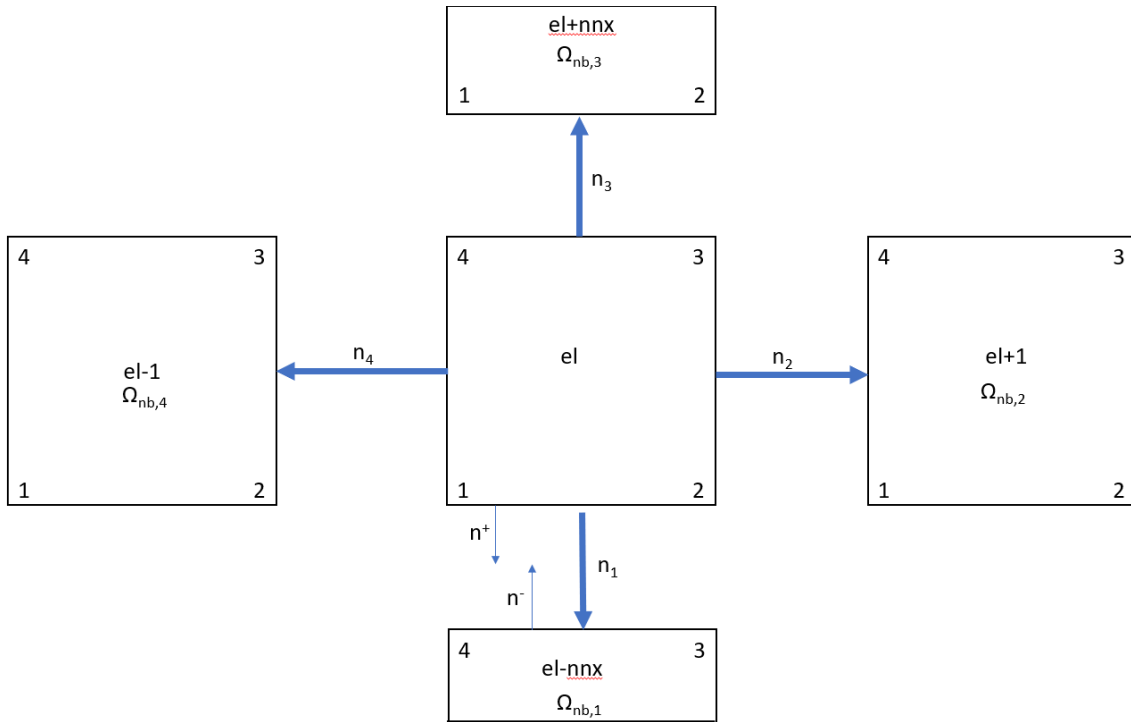 el+nnx
Ωnb,3
1 2
n3
4 3
4 3
4 3
n4
el
n2
el-1
Ωnb,4
el+1
Ωnb,2
1 2
1 2
1 2
n+
n1
n-
4 3
el-nnx
Ωnb,1